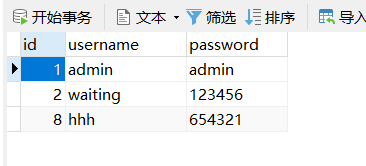 开始事务 文本 筛选 排序 导入
id username password
1 admin admin
2 waiting 123456
8 hhh 654321